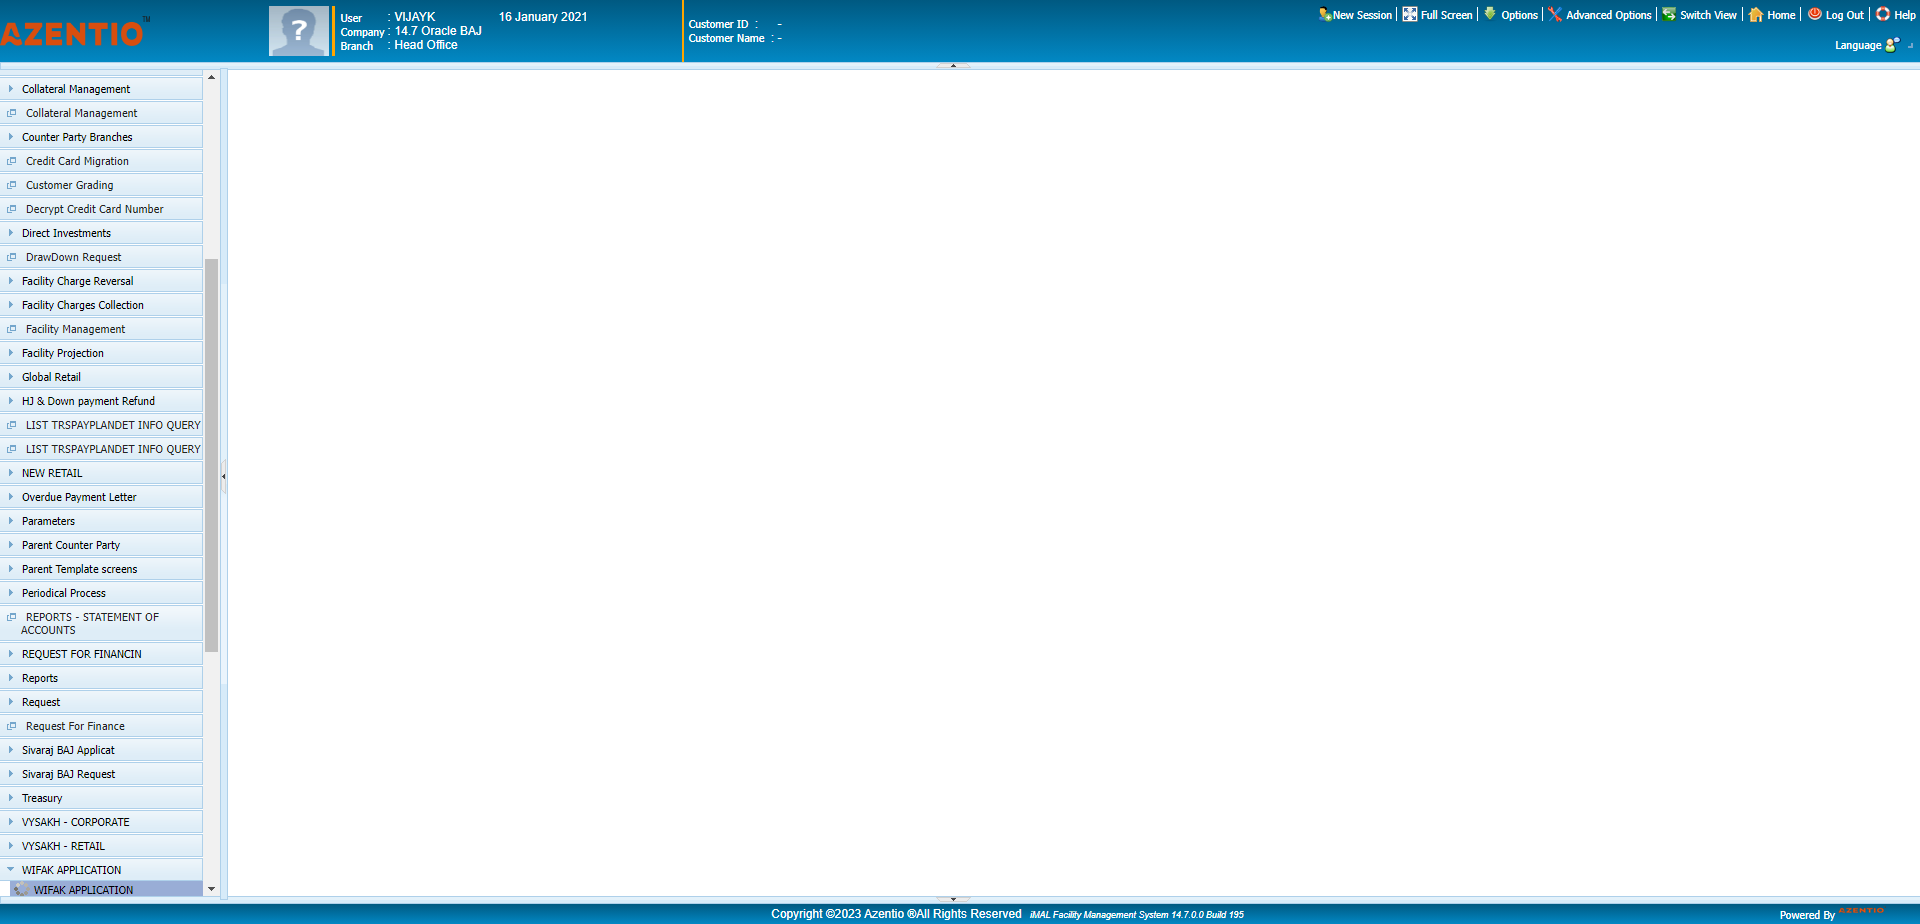 AZENTIO™
User : VIJAYK 16 January 2021
Company : 14.7 Oracle BAJ
Branch : Head Office
Customer ID : -
Customer Name : -
New Session
Full Screen
Options
Advanced Options
Switch View
Home
Log Out
Help
Language
Collateral Management
Collateral Management
Counter Party Branches
Credit Card Migration
Customer Grading
Decrypt Credit Card Number
Direct Investments
DrawDown Request
Facility Charge Reversal
Facility Charges Collection
Facility Management
Facility Projection
Global Retail
HJ & Down payment Refund
LIST TRSPAYPLANDET INFO QUERY
LIST TRSPAYPLANDET INFO QUERY
NEW RETAIL
Overdue Payment Letter
Parameters
Parent Counter Party
Parent Template screens
Periodical Process
REPORTS - STATEMENT OF
ACCOUNTS
REQUEST FOR FINANCIN
Reports
Request
Request For Finance
Sivaraj BAJ Applicat
Sivaraj BAJ Request
Treasury
VYSAKH - CORPORATE
VYSAKH - RETAIL
WIFAK APPLICATION
WIFAK APPLICATION
Copyright ©2023 Azentio ®All Rights Reserved iMAL Facility Management System 14.7.0.0 Build 195
Powered By AZENTIO